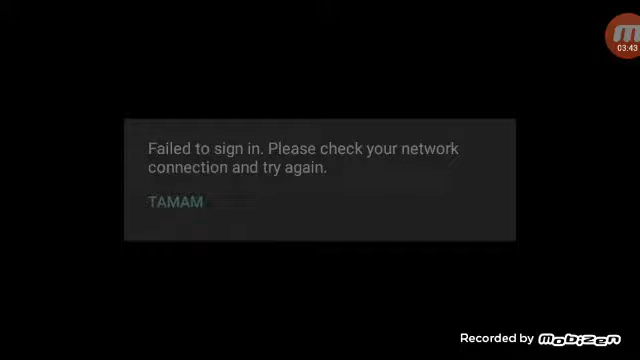 03:43
Failed to sign in. Please check your network
connection and try again.
TAMAM
Recorded by mobizen